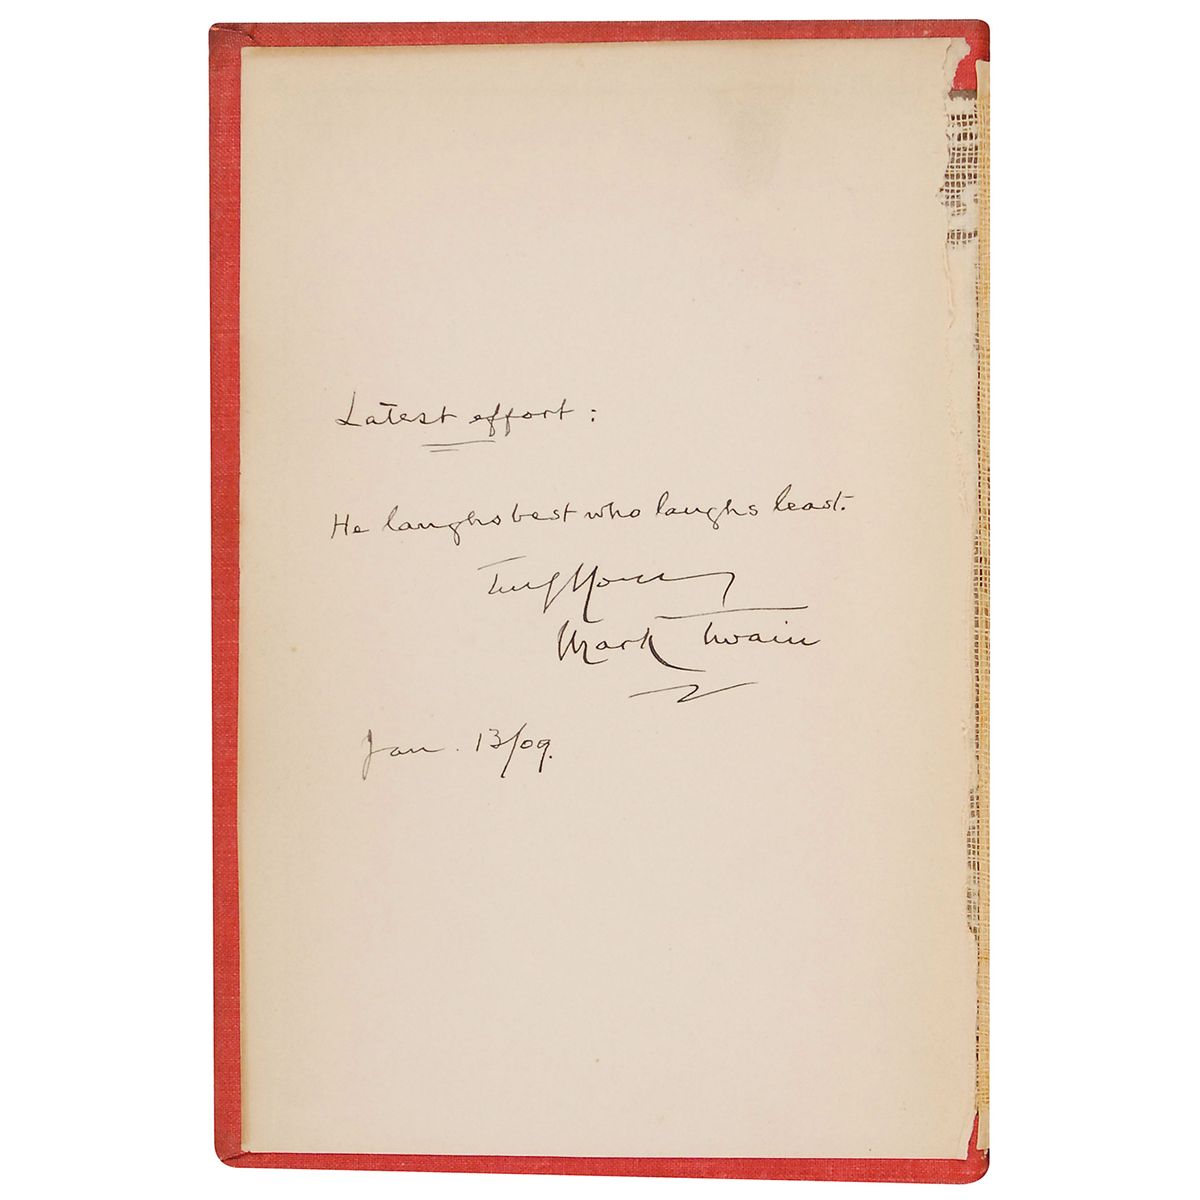 Latest effort:
He laughs best who laughs least.
Truly Yours
Mark Twain
Jan. 13/09.